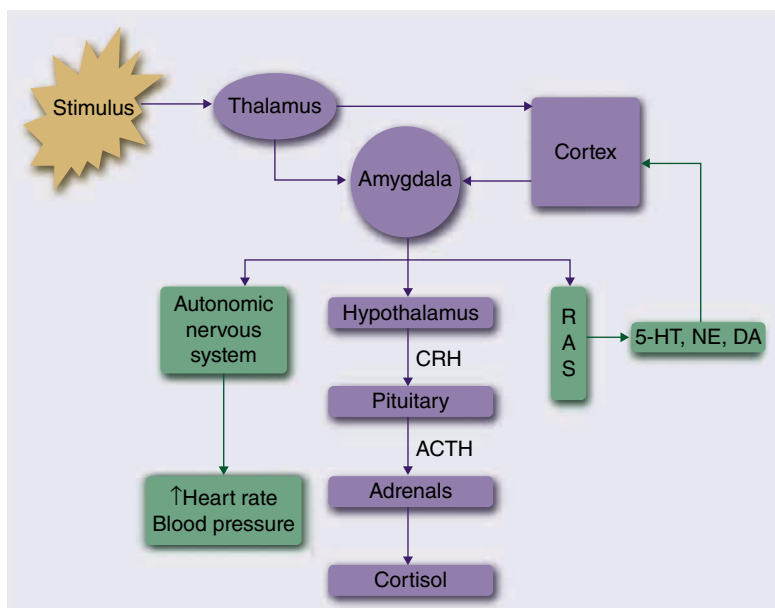 Stimulus
Thalamus
Cortex
Amygdala
Autonomic
nervous
system
Hypothalamus
R
A
S
5-HT, NE, DA
CRH
Pituitary
ACTH
↑Heart rate
Blood pressure
Adrenals
Cortisol